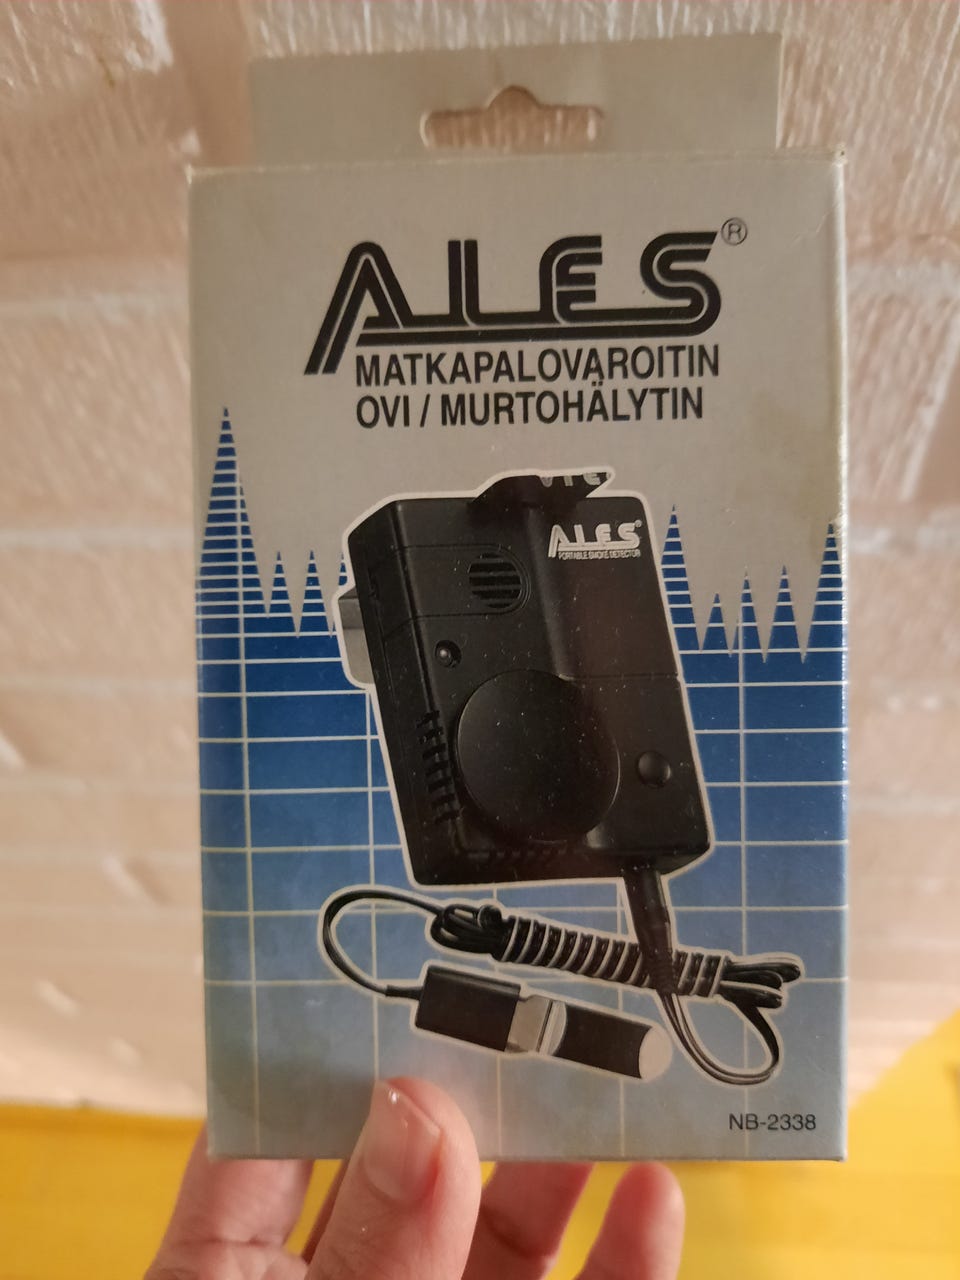 ALES®
MATKAPALOVAROITIN
OVI / MURTOHÄLYTIN
ALES®
PORTABLE SMOKE DETECTOR
NB-2338